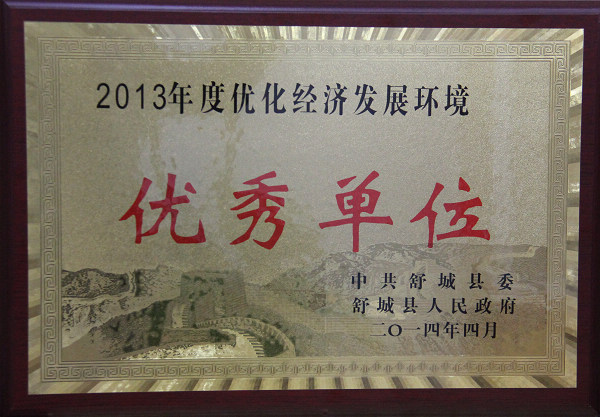 2013年度优化经济发展环境
优秀单位
中共舒城县委
舒城县人民政府
二〇一四年四月